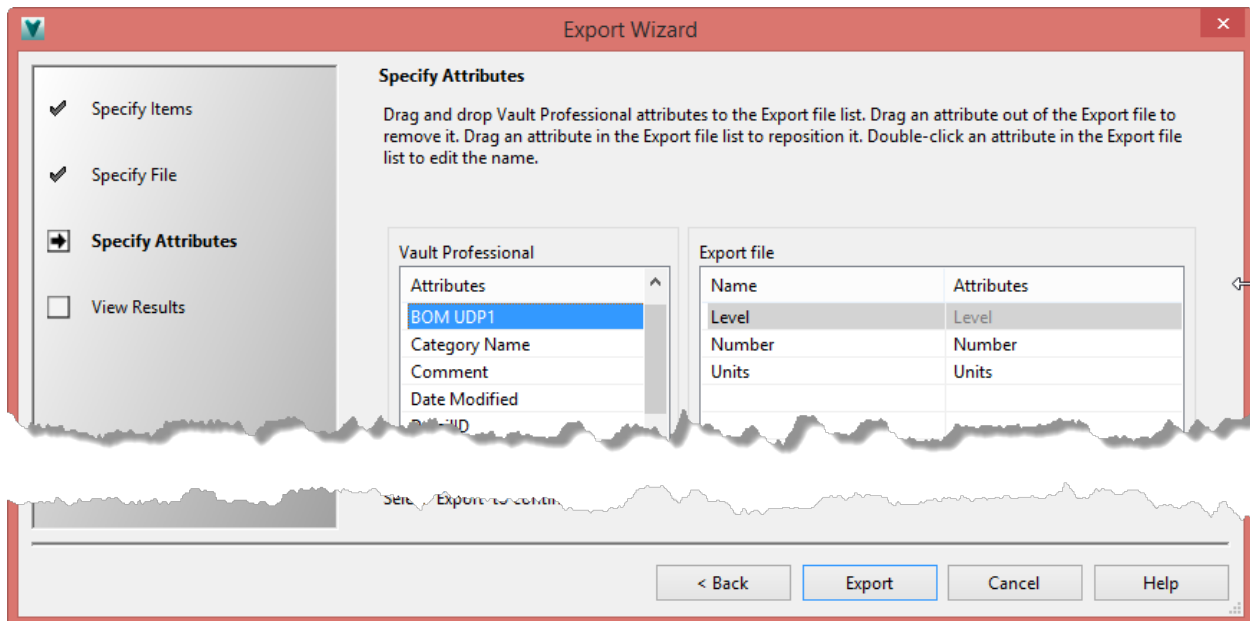 Export Wizard
Specify Items
Specify File
Specify Attributes
View Results
Specify Attributes
Drag and drop Vault Professional attributes to the Export file list. Drag an attribute out of the Export file to
remove it. Drag an attribute in the Export file list to reposition it. Double-click an attribute in the Export file
list to edit the name.
Vault Professional
Attributes
BOM UDP1
Category Name
Comment
Date Modified
Export file
Name Attributes
Level Level
Number Number
Units Units
Export to
< Back Export Cancel Help